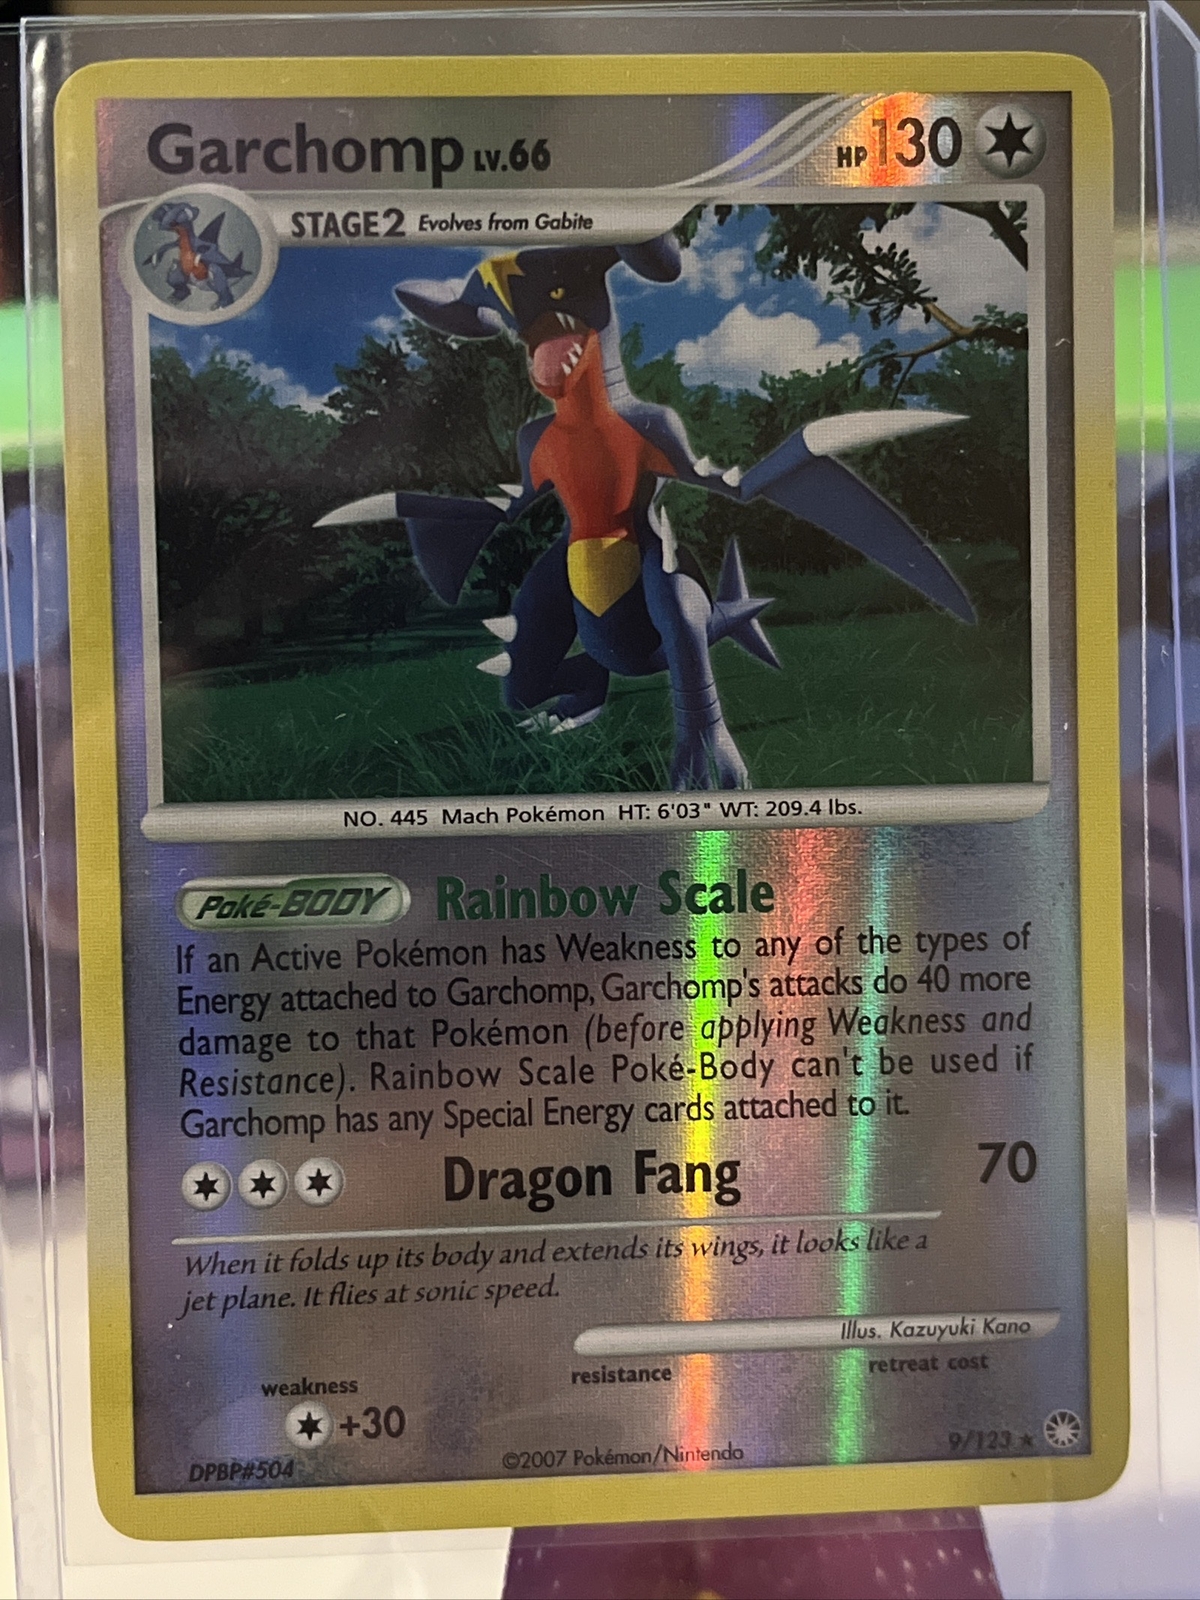 Garchomp LV.66 HP 130
STAGE2 Evolves from Gabite
NO. 445 Mach Pokémon HT: 6'03" WT: 209.4 lbs.
Poké-BODY Rainbow Scale
If an Active Pokémon has Weakness to any of the types of
Energy attached to Garchomp, Garchomp's attacks do 40 more
damage to that Pokémon (before applying Weakness and
Resistance). Rainbow Scale Poké-Body can't be used if
Garchomp has any Special Energy cards attached to it.
Dragon Fang 70
When it folds up its body and extends its wings, it looks like a
jet plane. It flies at sonic speed.
Illus. Kazuyuki Kano
weakness resistance retreat cost
+30
DPBP#504 ©2007 Pokémon/Nintendo 9/123 ★